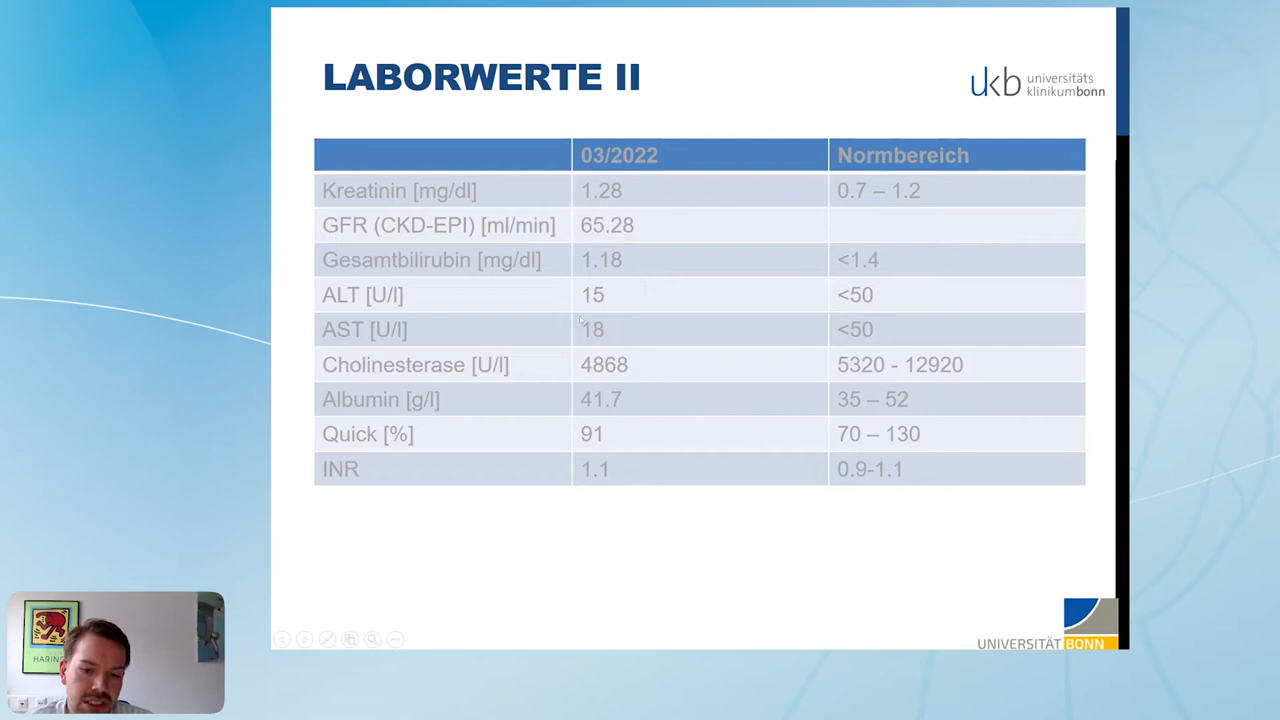 LABORWERTE II
ukb universitäts
klinikumbonn
03/2022 Normbereich
Kreatinin [mg/dl] 1.28 0.7 – 1.2
GFR (CKD-EPI) [ml/min] 65.28
Gesamtbilirubin [mg/dl] 1.18 <1.4
ALT [U/l] 15 <50
AST [U/l] 18 <50
Cholinesterase [U/l] 4868 5320 - 12920
Albumin [g/l] 41.7 35 – 52
Quick [%] 91 70 – 130
INR 1.1 0.9-1.1
HARING
UNIVERSITÄT BONN